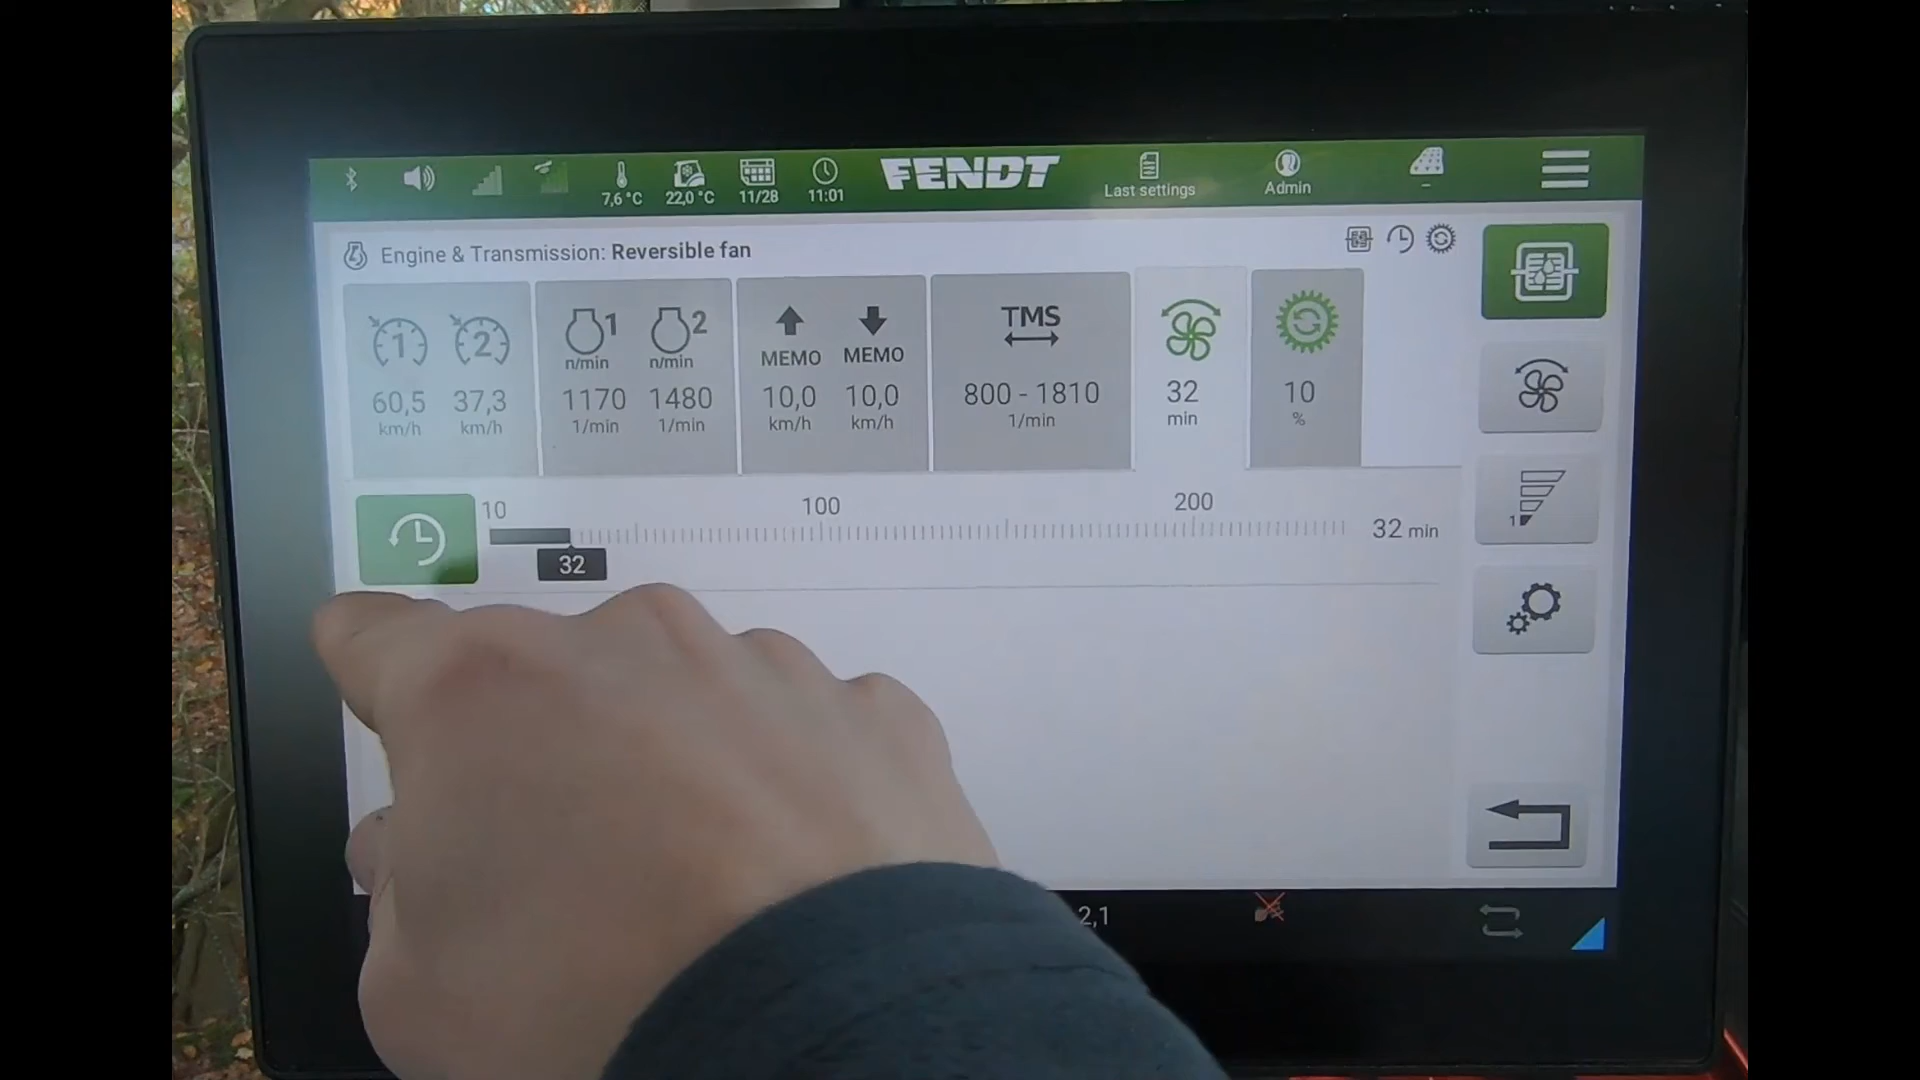 7,6 °C 22,0 °C 11/28 11:01 FENDT Last settings Admin
Engine & Transmission: Reversible fan
1 2 1 2 MEMO MEMO TMS
n/min n/min
60,5 37,3 1170 1480 10,0 10,0 800 - 1810 32 10
km/h km/h 1/min 1/min km/h km/h 1/min min %
10 100 200
32 min
32
1
2,1